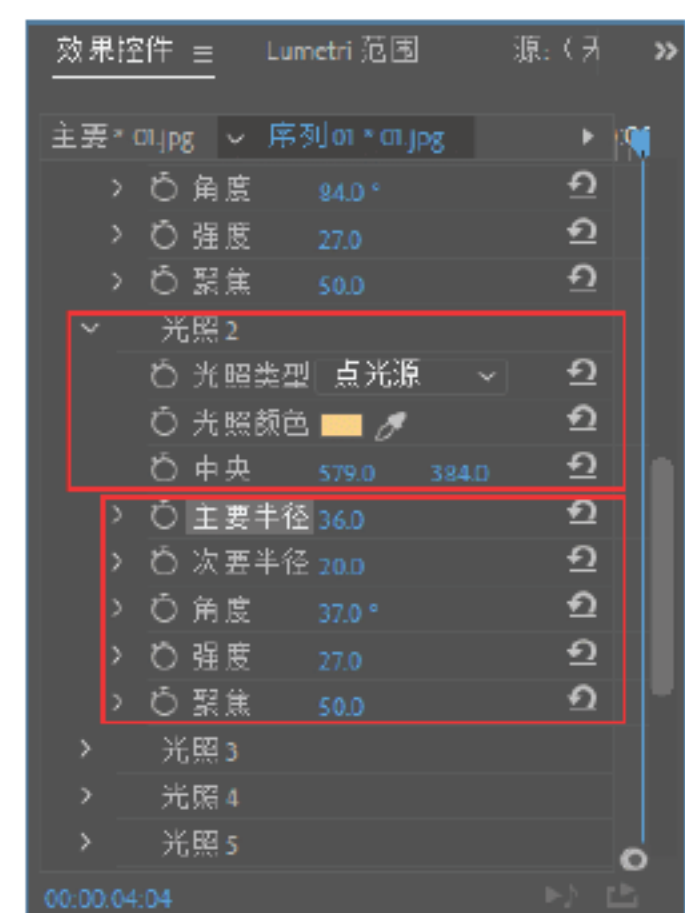 效果控件 ≡ Lumetri 范围 源:（无 »
主要 * 01.jpg 序列 01 * 01.jpg
角度 84.0 °
强度 27.0
聚焦 50.0
光照 2
光照类型 点光源
光照颜色
中央 579.0 384.0
主要半径 36.0
次要半径 20.0
角度 37.0 °
强度 27.0
聚焦 50.0
光照 3
光照 4
光照 5
00:00:04:04